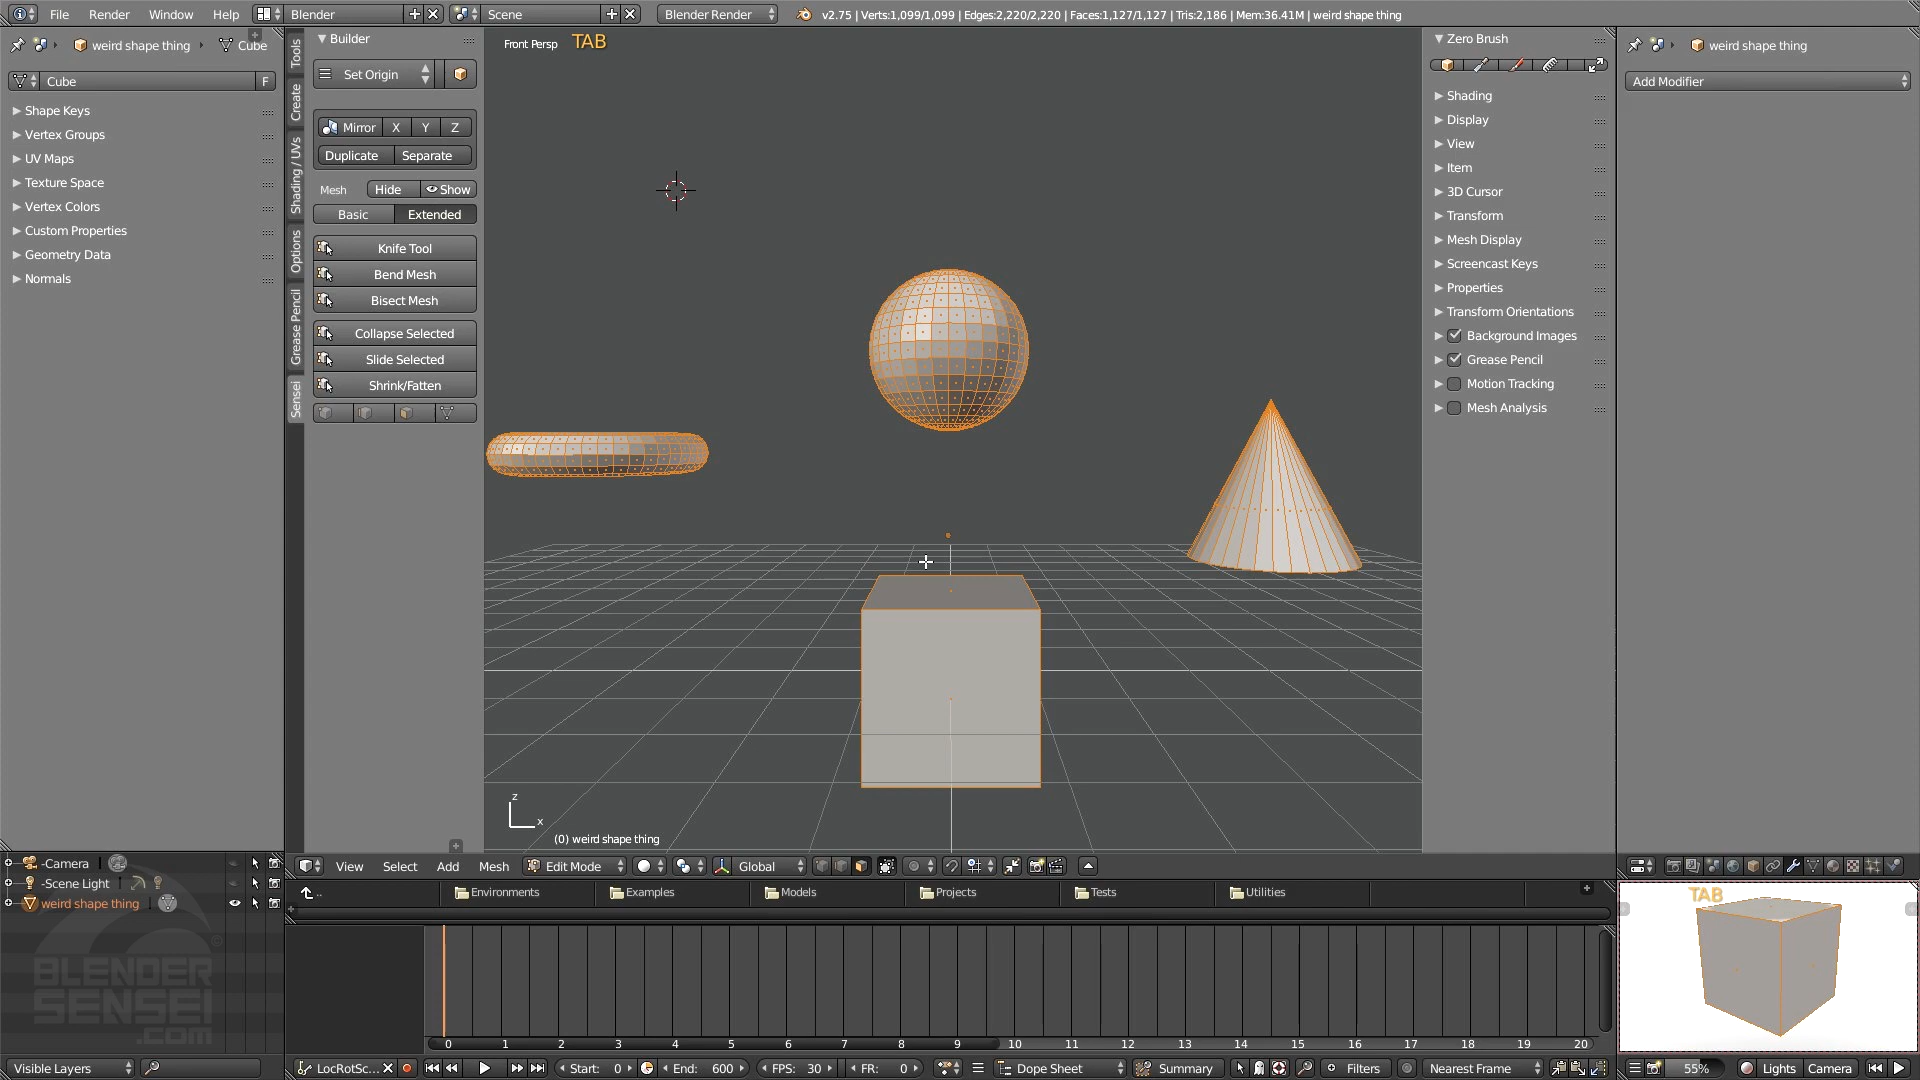 File Render Window Help Blender Scene Blender Render v2.75 | Verts:1,099/1,099 | Edges:2,220/2,220 | Faces:1,127/1,127 | Tris:2,186 | Mem:36.41M | weird shape thing
weird shape thing Cube
Cube F
Shape Keys
Vertex Groups
UV Maps
Texture Space
Vertex Colors
Custom Properties
Geometry Data
Normals
Tools
Create
Shading / UVs
Options
Grease Pencil
Sensei
Builder
Set Origin
Mirror X Y Z
Duplicate Separate
Mesh Hide Show
Basic Extended
Knife Tool
Bend Mesh
Bisect Mesh
Collapse Selected
Slide Selected
Shrink/Fatten
Front Persp TAB
z
x
(0) weird shape thing
Zero Brush
Shading
Display
View
Item
3D Cursor
Transform
Mesh Display
Screencast Keys
Properties
Transform Orientations
Background Images
Grease Pencil
Motion Tracking
Mesh Analysis
weird shape thing
Add Modifier
-Camera
-Scene Light
weird shape thing
BLENDER
SENSEI
.COM
Visible Layers
View Select Add Mesh Edit Mode Global
.. Environments Examples Models Projects Tests Utilities
0 1 2 3 4 5 6 7 8 9 10 11 12 13 14 15 16 17 18 19 20
LocRotSc... Start: 0 End: 600 FPS: 30 FR: 0 Dope Sheet Summary Filters Nearest Frame
TAB
55% Lights Camera